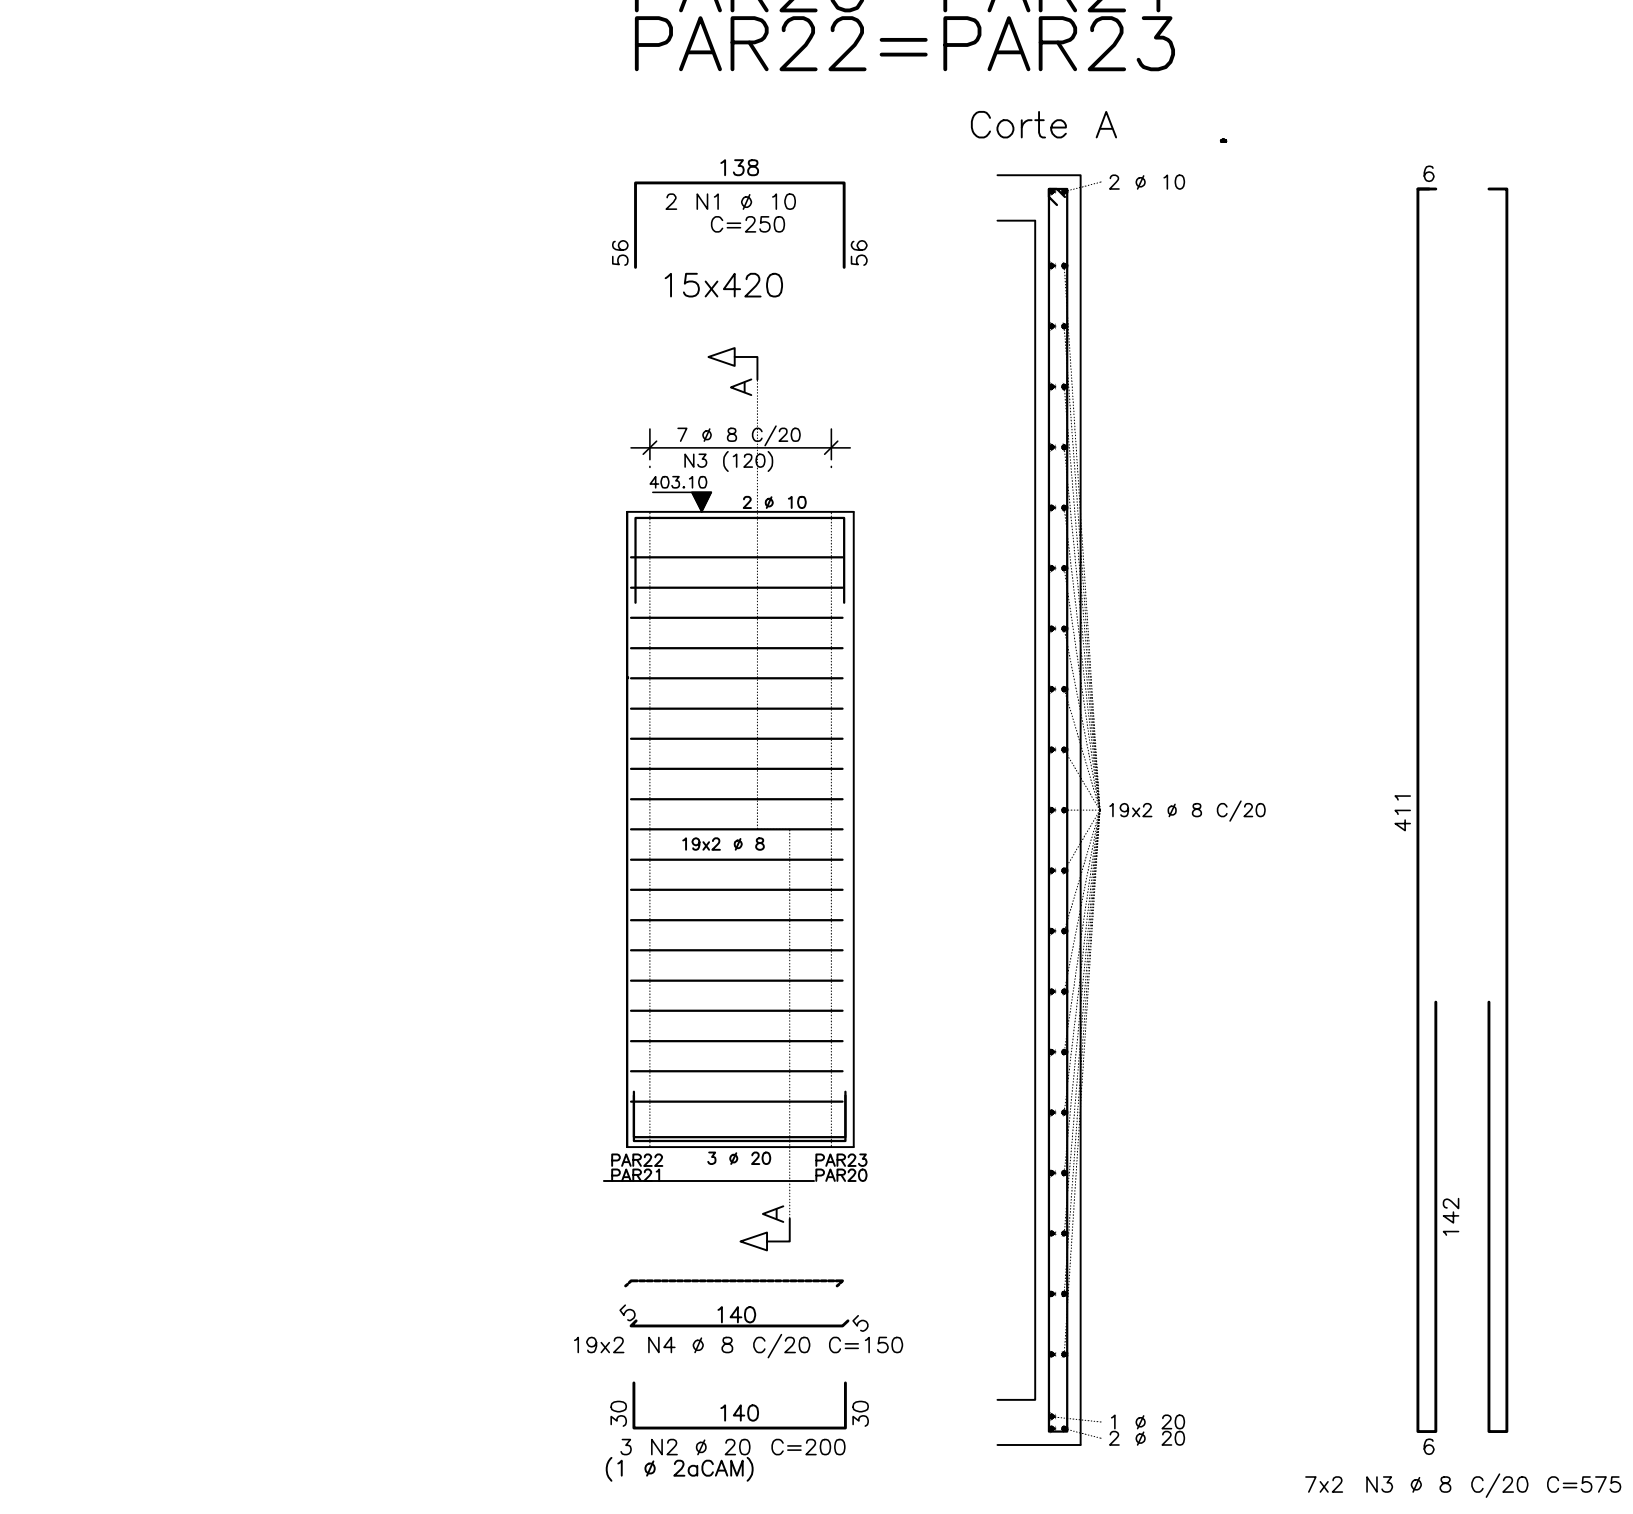 PAR20=PAR21
PAR22=PAR23
Corte A
138
2 N1 ø 10
C=250
56
56
15x420
A
7 ø 8 C/20
N3 (120)
403.10
2 ø 10
19x2 ø 8
3 ø 20
PAR22
PAR21
PAR23
PAR20
A
5
140
5
19x2 N4 ø 8 C/20 C=150
30
140
30
3 N2 ø 20 C=200
(1 ø 2aCAM)
2 ø 10
19x2 ø 8 C/20
1 ø 20
2 ø 20
6
411
142
6
7x2 N3 ø 8 C/20 C=575